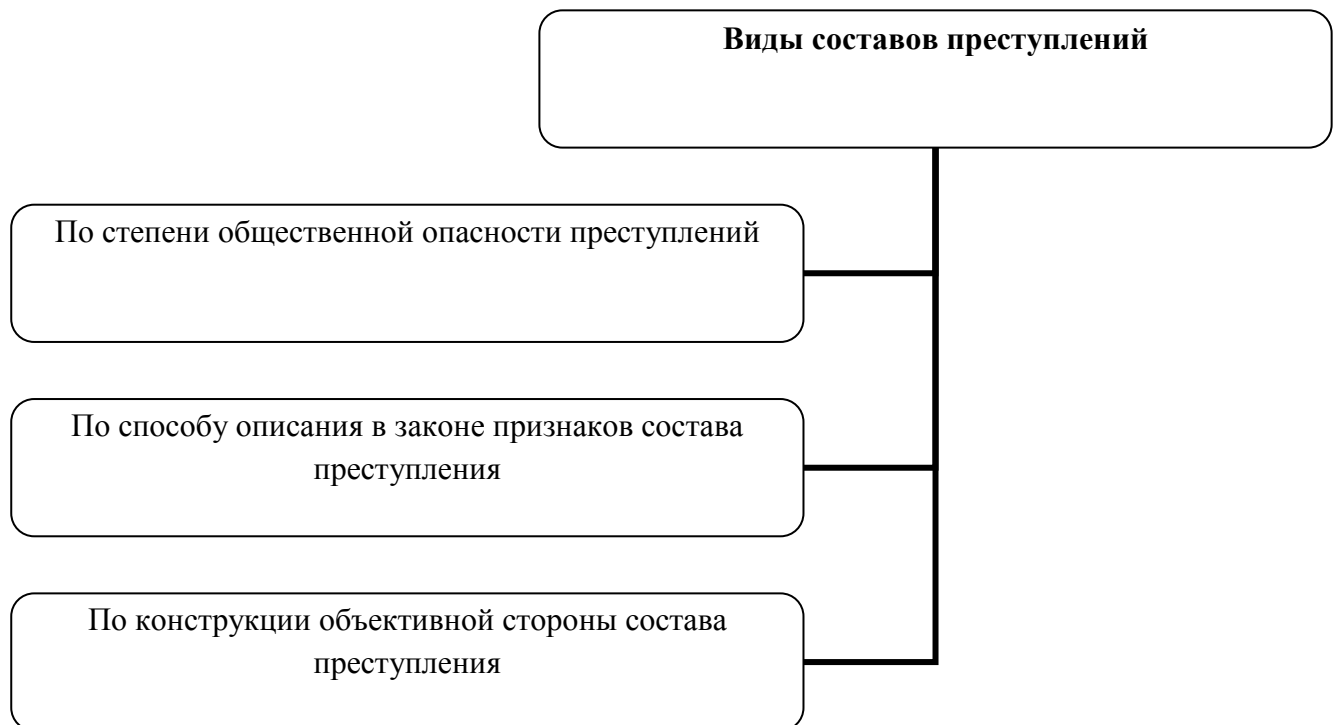 Виды составов преступлений
По степени общественной опасности преступлений
По способу описания в законе признаков состава
преступления
По конструкции объективной стороны состава
преступления